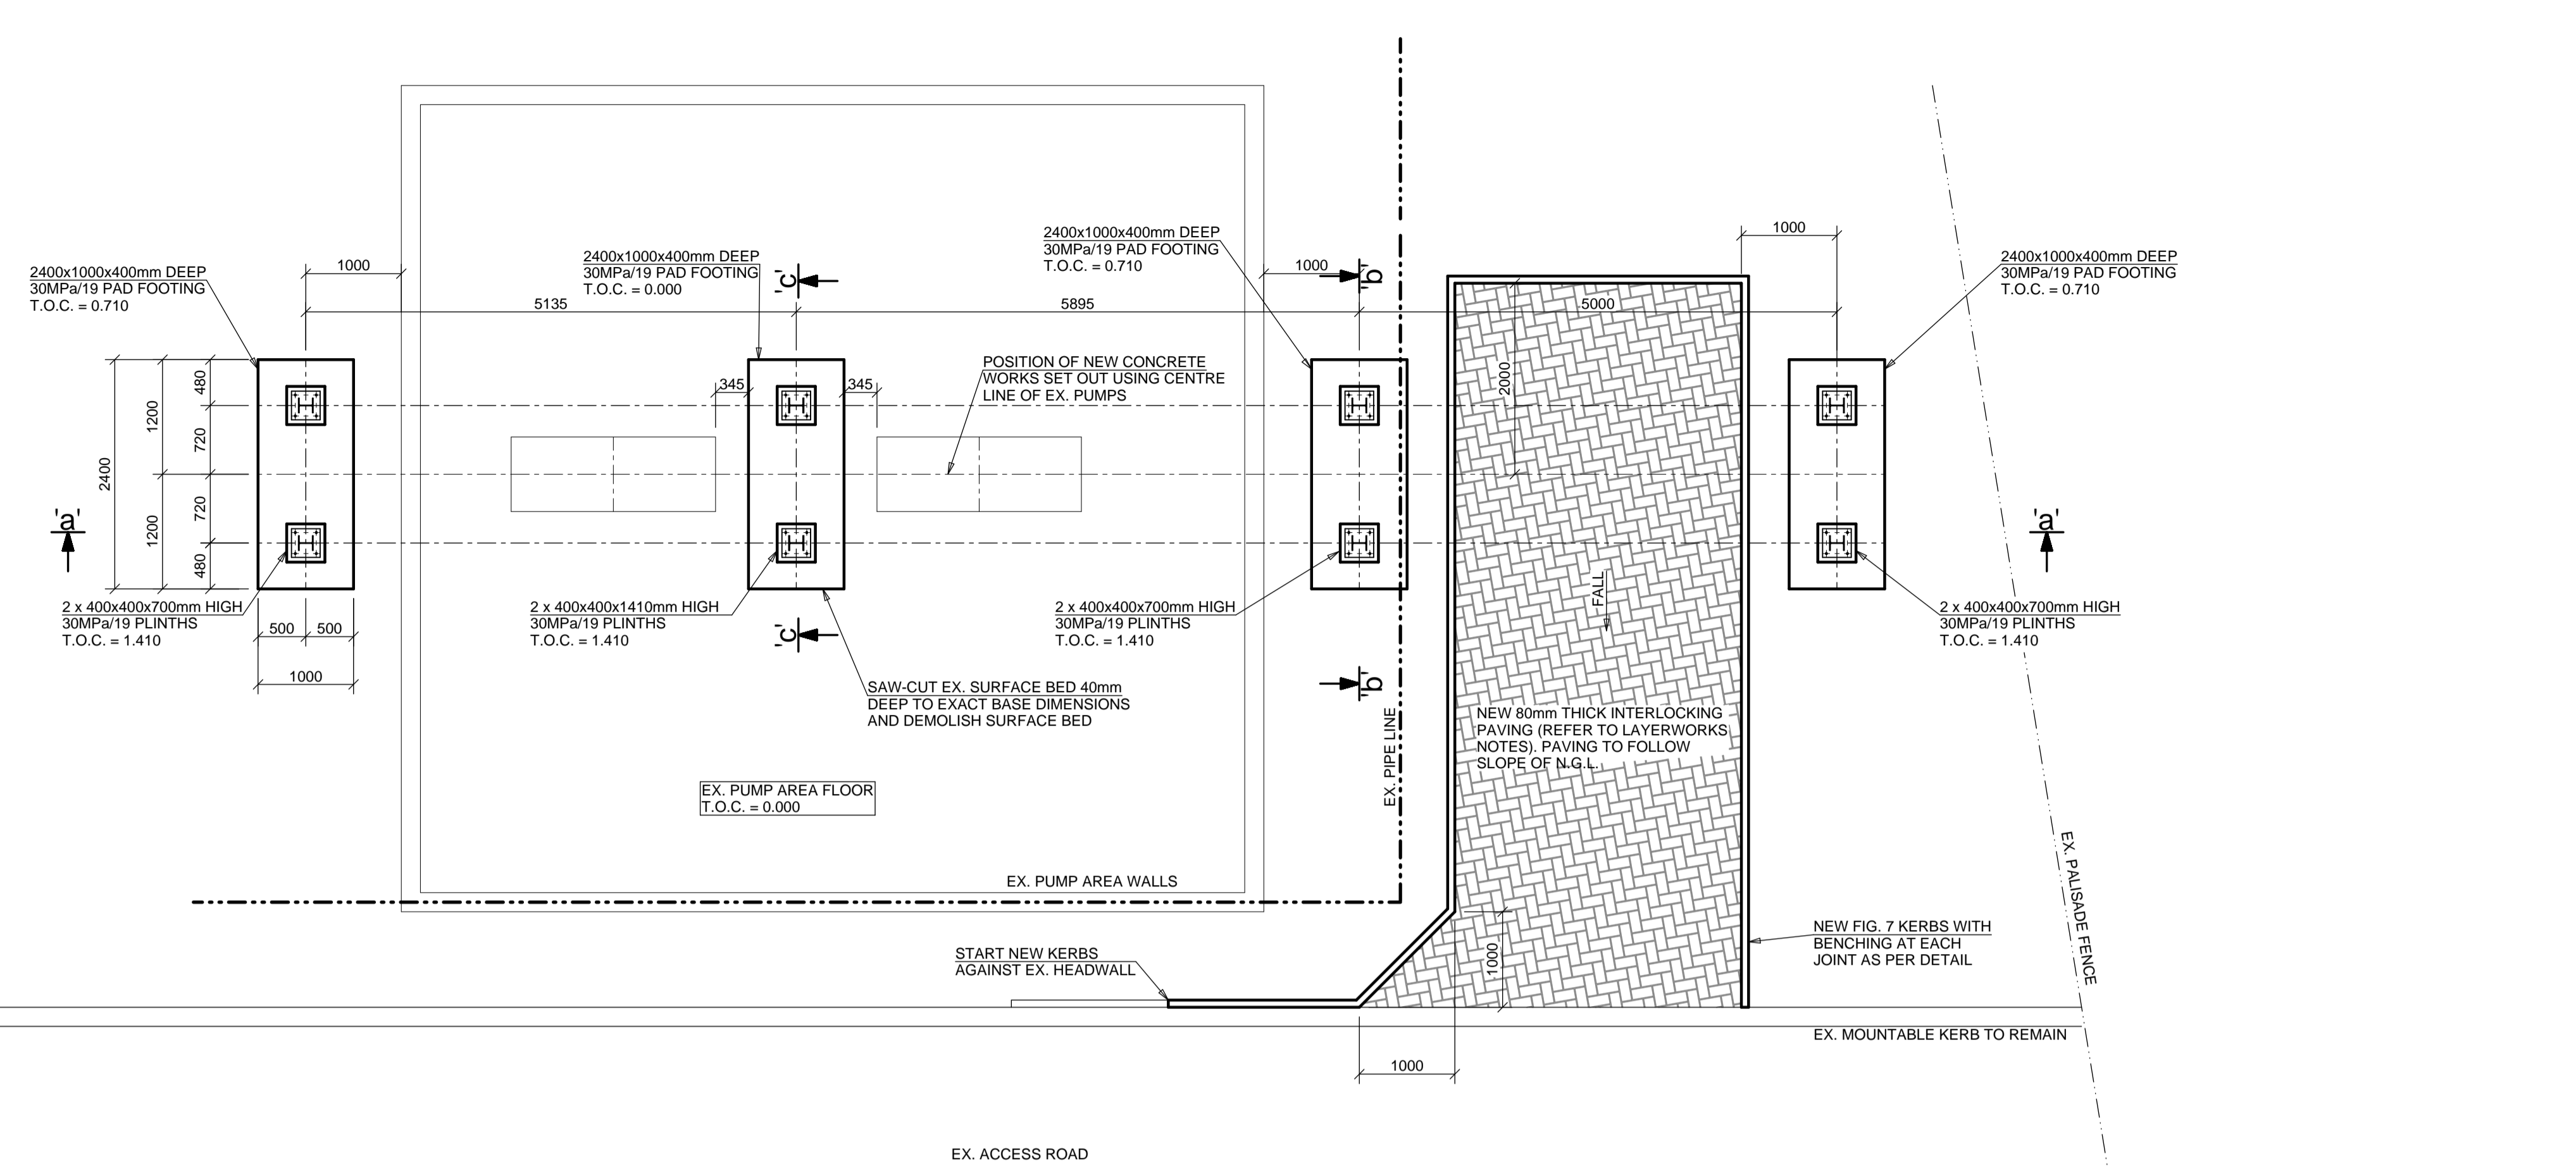 2400x1000x400mm DEEP
30MPa/19 PAD FOOTING
T.O.C. = 0.710
1000
2400x1000x400mm DEEP
30MPa/19 PAD FOOTING
T.O.C. = 0.000
'c'
2400x1000x400mm DEEP
30MPa/19 PAD FOOTING
T.O.C. = 0.710
1000
'b'
1000
2400x1000x400mm DEEP
30MPa/19 PAD FOOTING
T.O.C. = 0.710
5135
5895
5000
480
1200
720
2400
720
1200
480
345
345
POSITION OF NEW CONCRETE
WORKS SET OUT USING CENTRE
LINE OF EX. PUMPS
2000
H
H
H
H
H
H
H
H
'a'
'a'
2 x 400x400x700mm HIGH
30MPa/19 PLINTHS
T.O.C. = 1.410
500
500
1000
2 x 400x400x1410mm HIGH
30MPa/19 PLINTHS
T.O.C. = 1.410
'c'
2 x 400x400x700mm HIGH
30MPa/19 PLINTHS
T.O.C. = 1.410
'b'
FALL
2 x 400x400x700mm HIGH
30MPa/19 PLINTHS
T.O.C. = 1.410
SAW-CUT EX. SURFACE BED 40mm
DEEP TO EXACT BASE DIMENSIONS
AND DEMOLISH SURFACE BED
EX. PIPE LINE
NEW 80mm THICK INTERLOCKING
PAVING (REFER TO LAYERWORKS
NOTES). PAVING TO FOLLOW
SLOPE OF N.G.L.
EX. PUMP AREA FLOOR
T.O.C. = 0.000
EX. PUMP AREA WALLS
EX. PALISADE FENCE
START NEW KERBS
AGAINST EX. HEADWALL
1000
NEW FIG. 7 KERBS WITH
BENCHING AT EACH
JOINT AS PER DETAIL
EX. MOUNTABLE KERB TO REMAIN
1000
EX. ACCESS ROAD